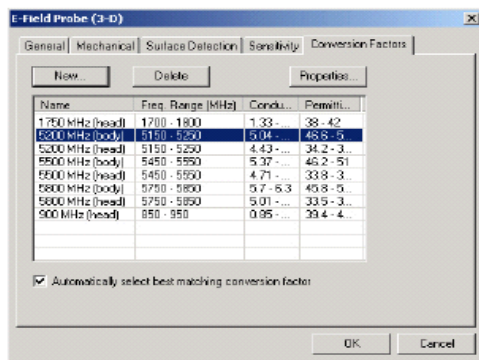 E-Field Probe (3-D)
General Mechanical Surface Detection Sensitivity Conversion Factors
New... Delete Properties...
Name Freq. Range (MHz) Condu... Permitti...
1750 MHz (head) 1700 - 1800 1.33 - ... 38 - 42
5200 MHz (body) 5150 - 5250 5.04 - ... 46.6 - 5...
5200 MHz (head) 5150 - 5250 4.43 - ... 34.2 - 3...
5500 MHz (body) 5450 - 5550 5.37 - ... 46.2 - 51
5500 MHz (head) 5450 - 5550 4.71 - ... 33.8 - 3...
5800 MHz (body) 5750 - 5850 5.7 - 6.3 45.8 - 5...
5800 MHz (head) 5750 - 5850 5.01 - ... 33.5 - 3...
900 MHz (head) 850 - 950 0.85 - ... 39.4 - 4...
Automatically select best matching conversion factor
OK Cancel